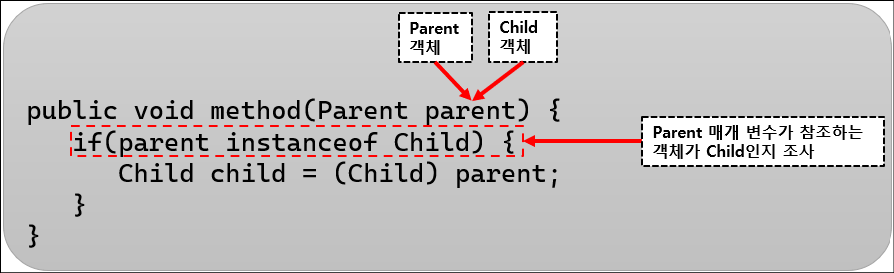 Parent
객체
Child
객체
public void method(Parent parent) {
if(parent instanceof Child) {
Parent 매개 변수가 참조하는
객체가 Child인지 조사
Child child = (Child) parent;
}
}